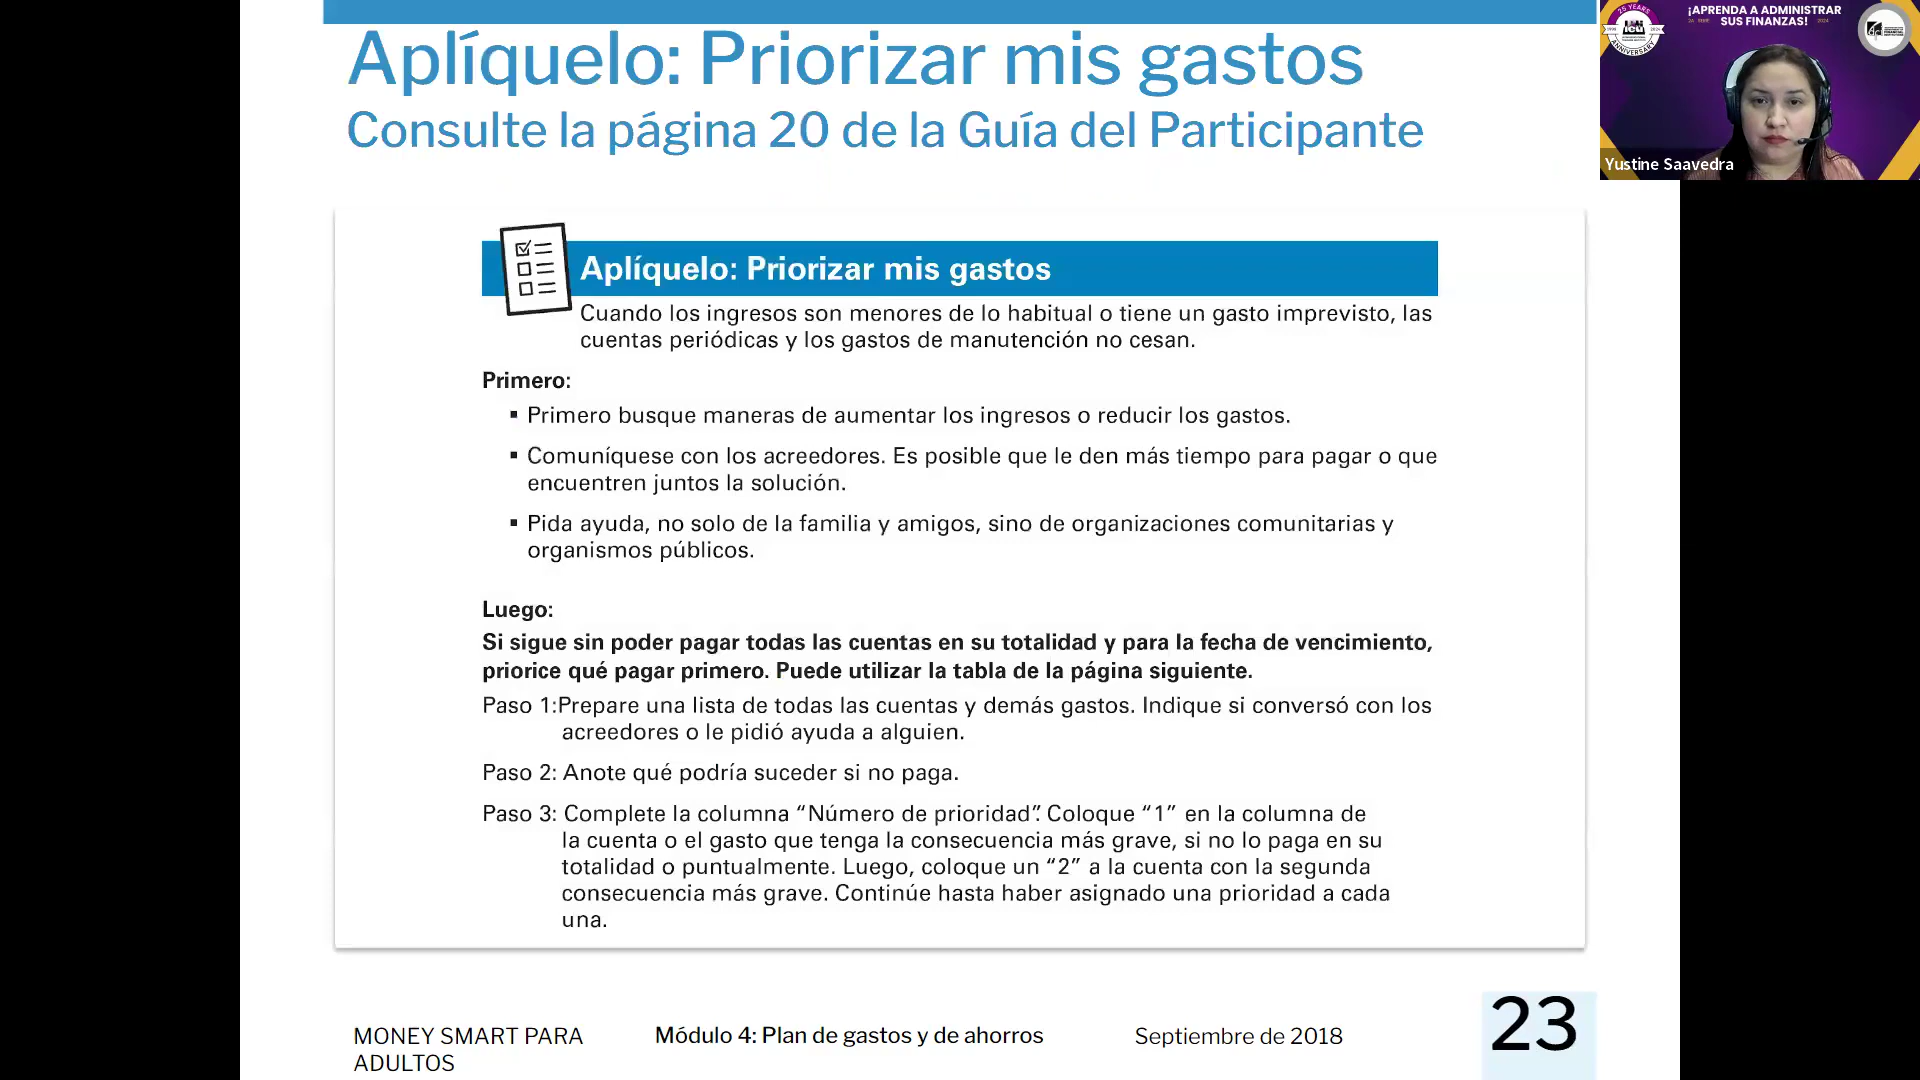 Aplíquelo: Priorizar mis gastos
Consulte la página 20 de la Guía del Participante
¡APRENDA A ADMINISTRAR
SUS FINANZAS!
25 YEARS
ANNIVERSARY
Yustine Saavedra
Aplíquelo: Priorizar mis gastos
Cuando los ingresos son menores de lo habitual o tiene un gasto imprevisto, las
cuentas periódicas y los gastos de manutención no cesan.
Primero:
▪ Primero busque maneras de aumentar los ingresos o reducir los gastos.
▪ Comuníquese con los acreedores. Es posible que le den más tiempo para pagar o que
encuentren juntos la solución.
▪ Pida ayuda, no solo de la familia y amigos, sino de organizaciones comunitarias y
organismos públicos.
Luego:
Si sigue sin poder pagar todas las cuentas en su totalidad y para la fecha de vencimiento,
priorice qué pagar primero. Puede utilizar la tabla de la página siguiente.
Paso 1:Prepare una lista de todas las cuentas y demás gastos. Indique si conversó con los
acreedores o le pidió ayuda a alguien.
Paso 2: Anote qué podría suceder si no paga.
Paso 3: Complete la columna “Número de prioridad”. Coloque “1” en la columna de
la cuenta o el gasto que tenga la consecuencia más grave, si no lo paga en su
totalidad o puntualmente. Luego, coloque un “2” a la cuenta con la segunda
consecuencia más grave. Continúe hasta haber asignado una prioridad a cada
una.
MONEY SMART PARA
ADULTOS
Módulo 4: Plan de gastos y de ahorros
Septiembre de 2018
23